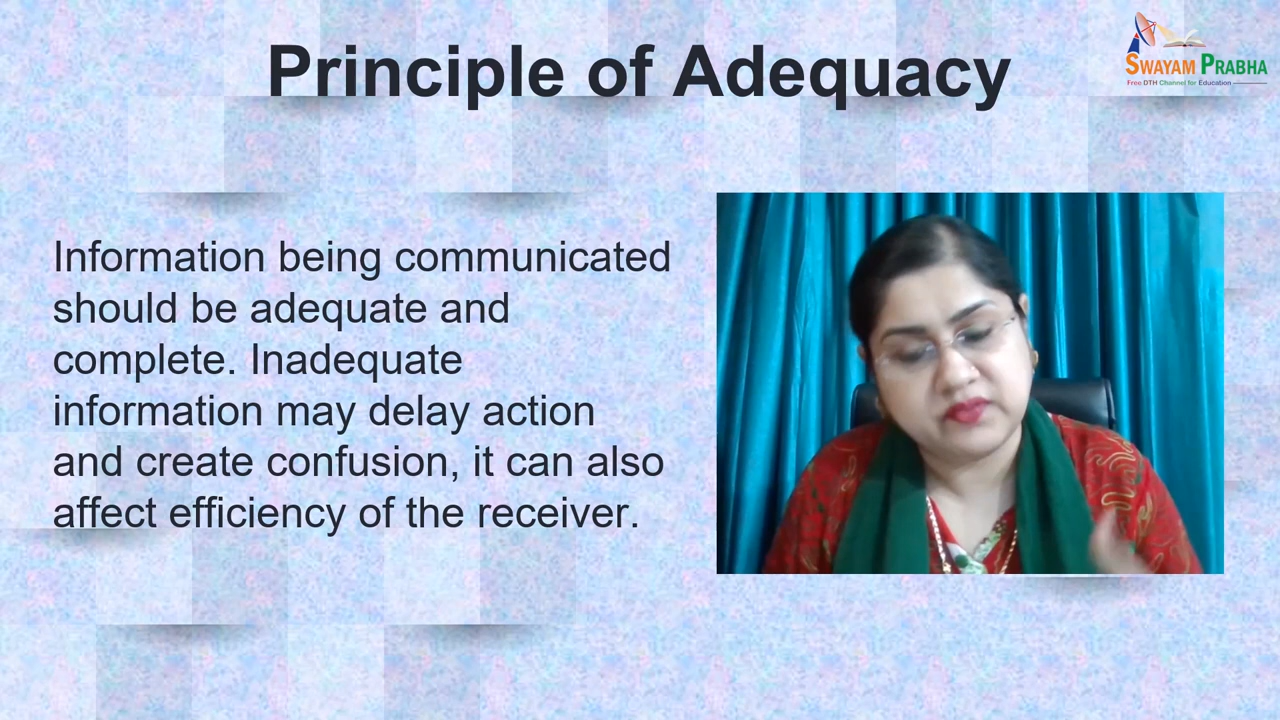 Principle of Adequacy
SWAYAM PRABHA
Free DTH Channel for Education
Information being communicated
should be adequate and
complete. Inadequate
information may delay action
and create confusion, it can also
affect efficiency of the receiver.